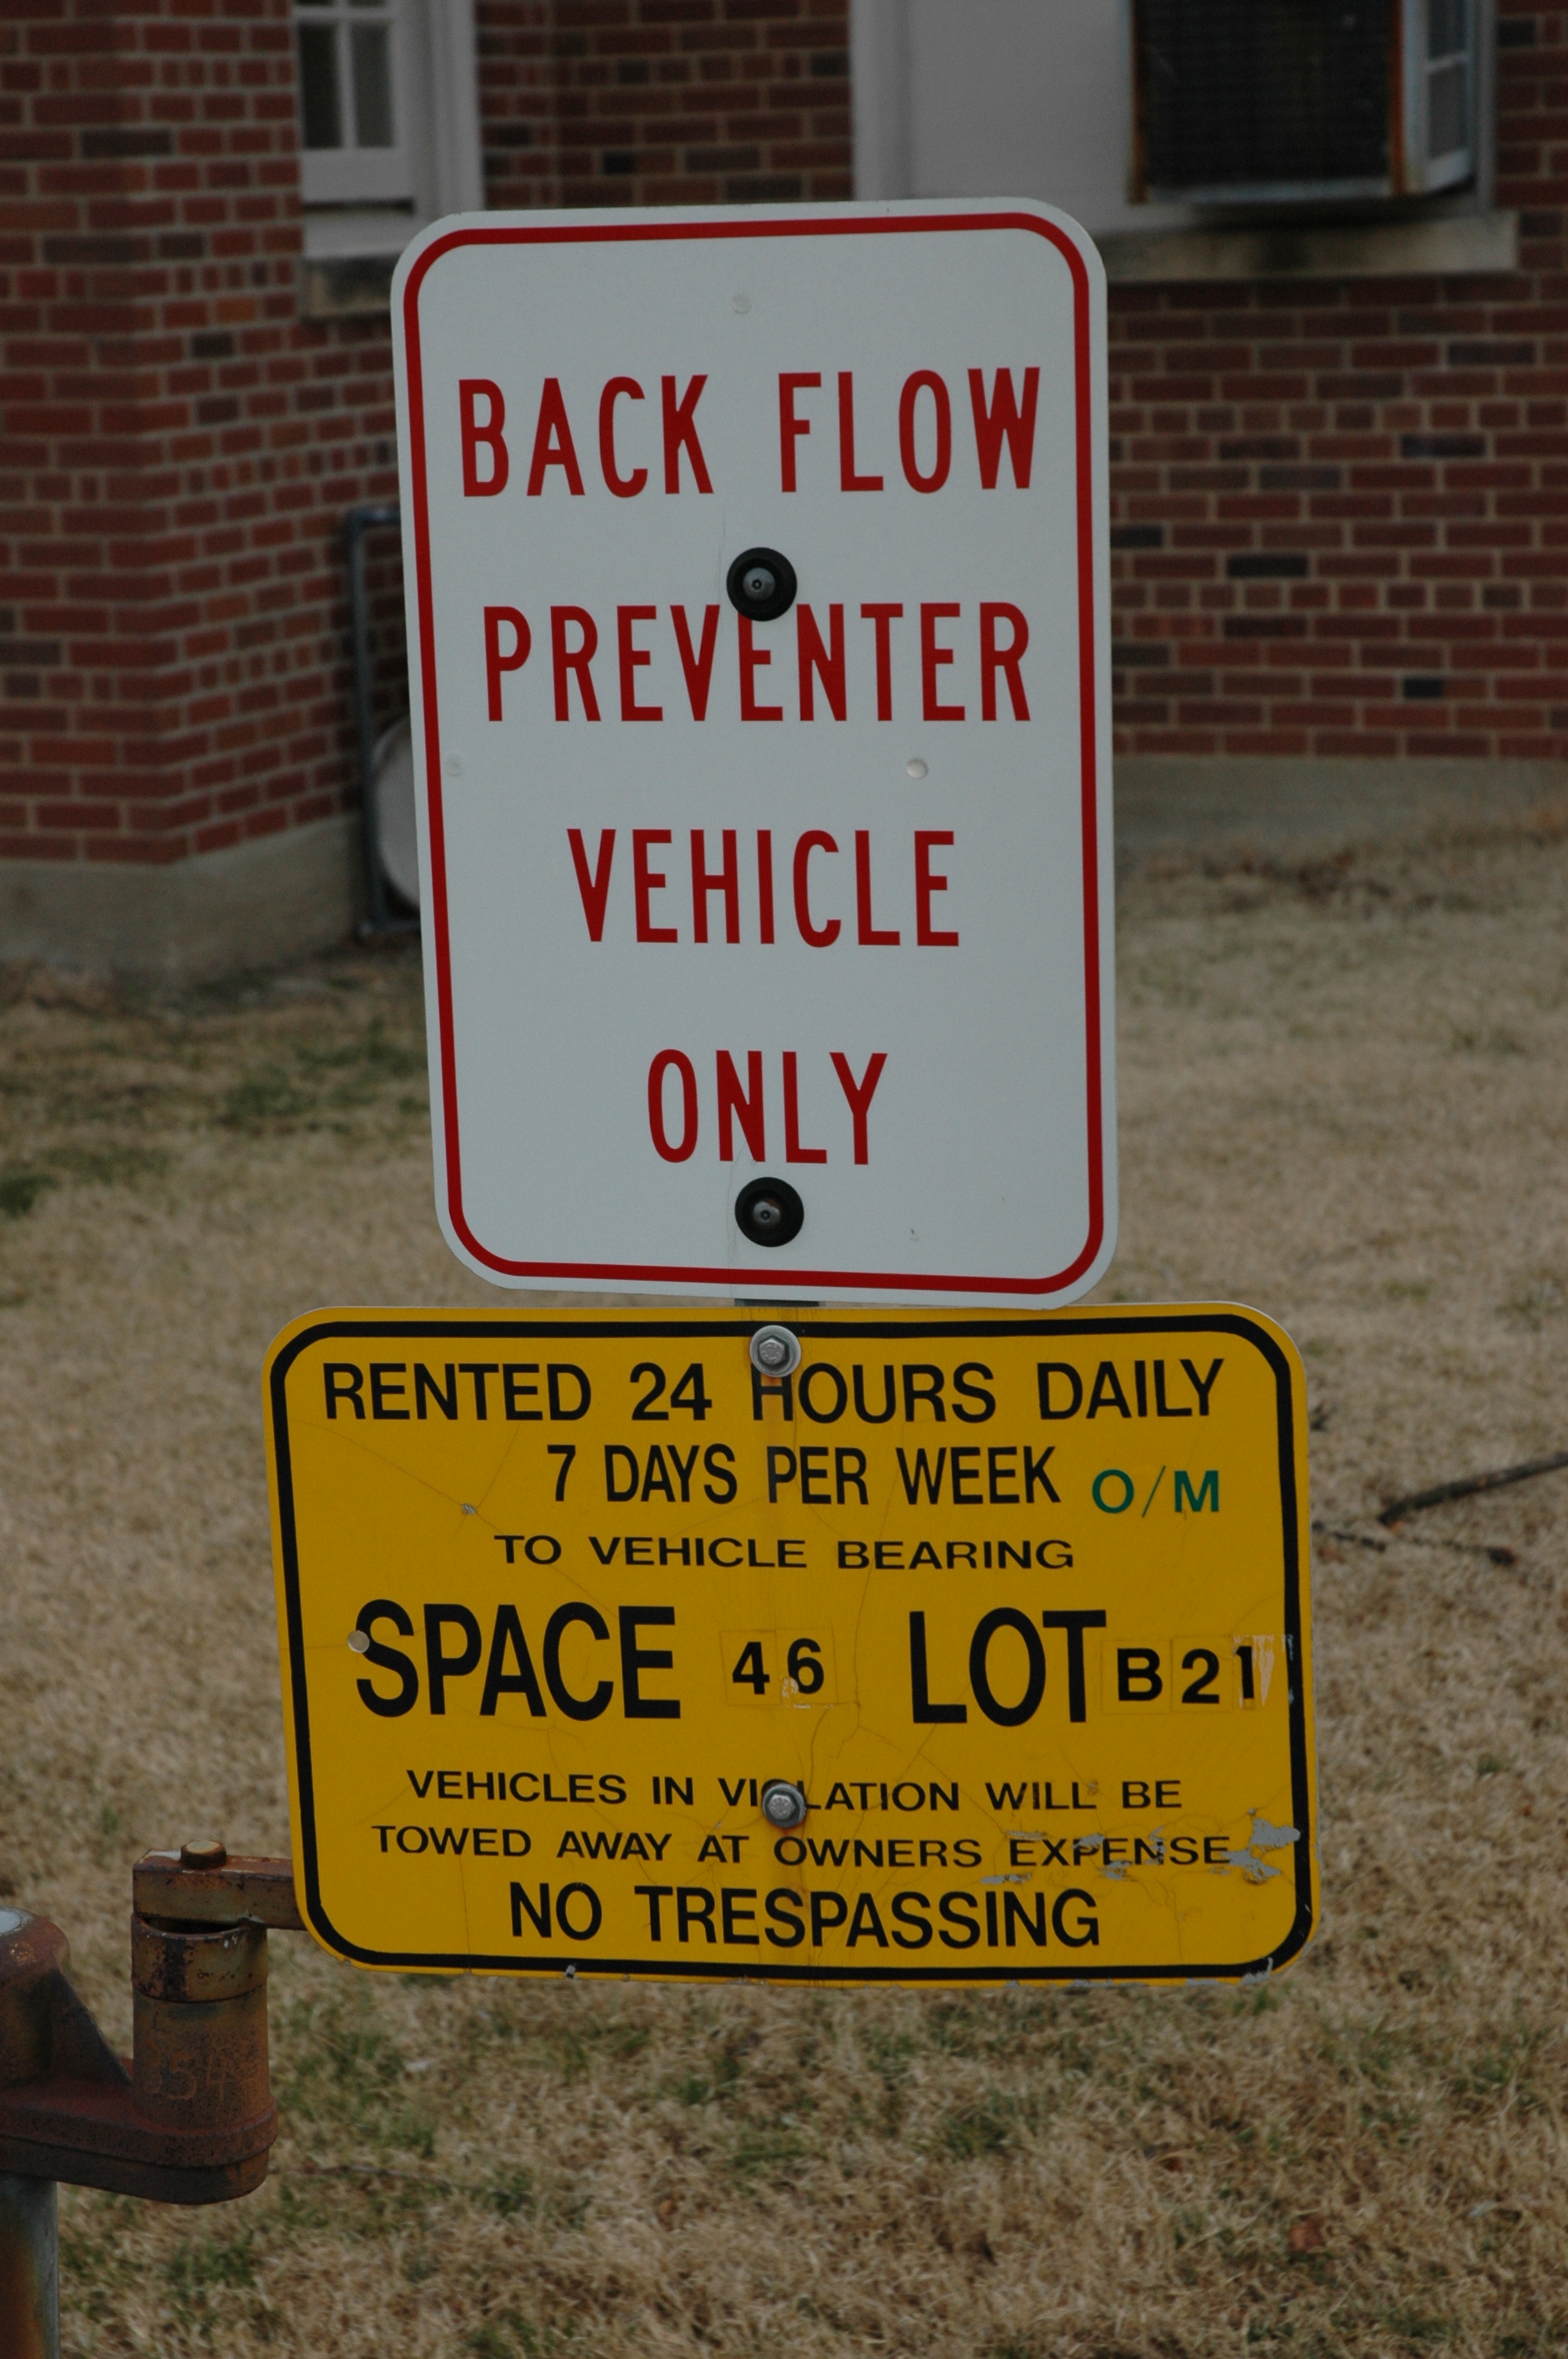 BACK FLOW
PREVENTER
VEHICLE
ONLY
RENTED 24 HOURS DAILY
7 DAYS PER WEEK O/M
TO VEHICLE BEARING
SPACE 46 LOT B21
VEHICLES IN VIOLATION WILL BE
TOWED AWAY AT OWNERS EXPENSE
NO TRESPASSING